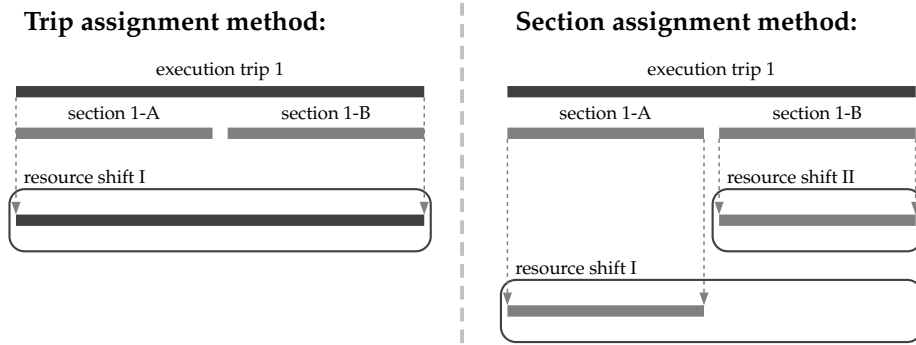 Trip assignment method:
execution trip 1
section 1-A
section 1-B
resource shift I
Section assignment method:
execution trip 1
section 1-A
section 1-B
resource shift II
resource shift I